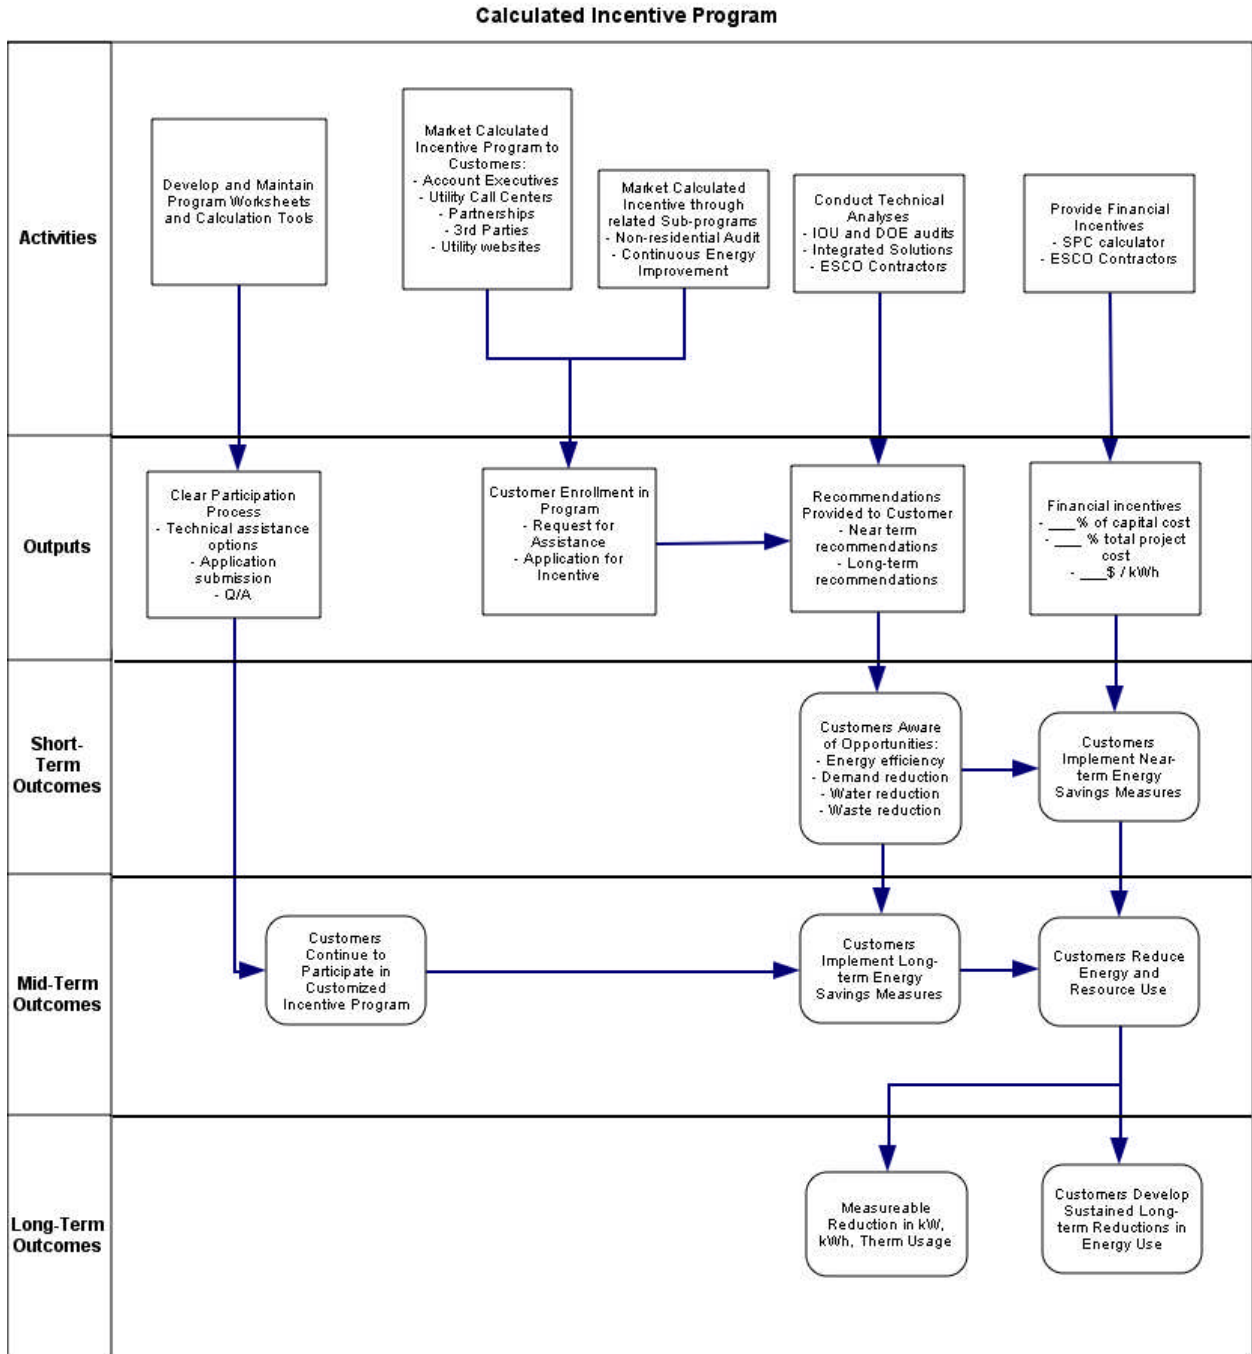 Calculated Incentive Program
Activities
Develop and Maintain
Program Worksheets
and Calculation Tools
Market Calculated
Incentive Program to
Customers:
- Account Executives
- Utility Call Centers
- Partnerships
- 3rd Parties
- Utility websites
Market Calculated
Incentive through
related Sub-programs
- Non-residential Audit
- Continuous Energy
Improvement
Conduct Technical
Analyses
- IOU and DOE audits
- Integrated Solutions
- ESCO Contractors
Provide Financial
Incentives
- SPC calculator
- ESCO Contractors
Outputs
Clear Participation
Process
- Technical assistance
options
- Application
submission
- Q/A
Customer Enrollment in
Program
- Request for
Assistance
- Application for
Incentive
Recommendations
Provided to Customer
- Near term
recommendations
- Long-term
recommendations
Financial incentives
- ___ % of capital cost
- ___ % total project
cost
- ___$ / kWh
Short-
Term
Outcomes
Customers Aware
of Opportunities:
- Energy efficiency
- Demand reduction
- Water reduction
- Waste reduction
Customers
Implement Near-
term Energy
Savings Measures
Mid-Term
Outcomes
Customers
Continue to
Participate in
Customized
Incentive Program
Customers
Implement Long-
term Energy
Savings Measures
Customers Reduce
Energy and
Resource Use
Long-Term
Outcomes
Measureable
Reduction in kW,
kWh, Therm Usage
Customers Develop
Sustained Long-
term Reductions in
Energy Use